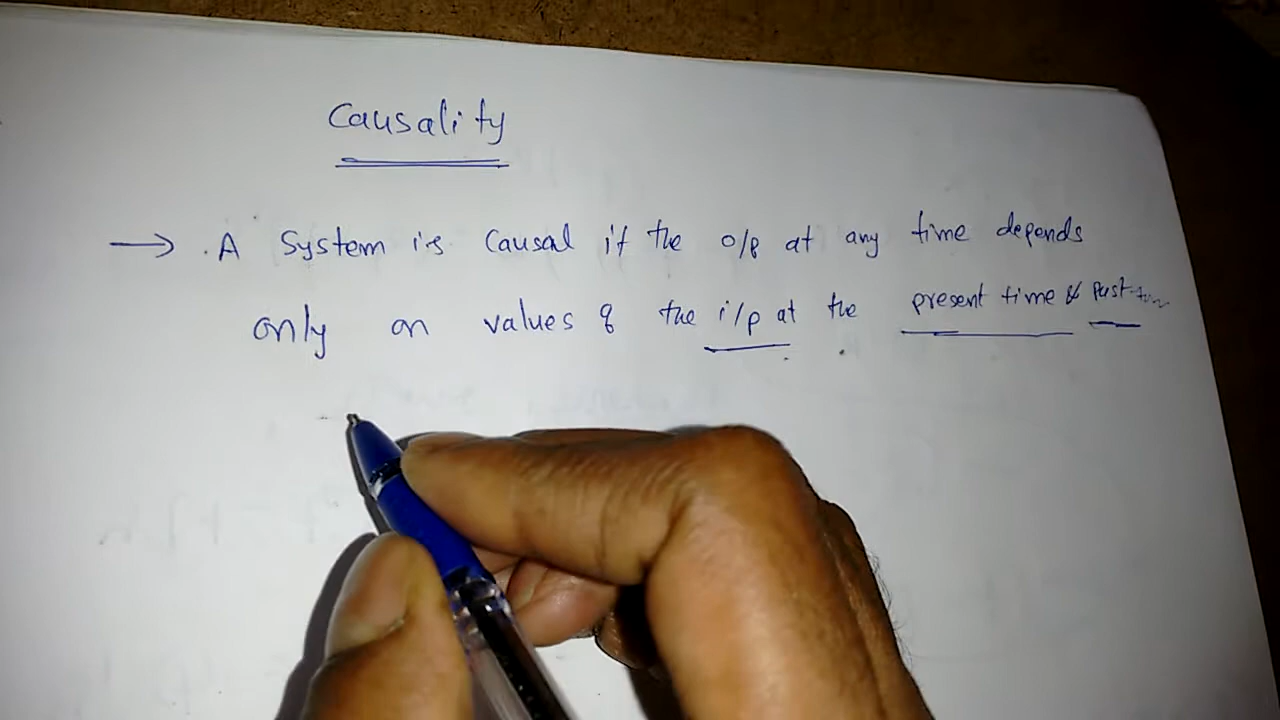 Causality
→ A System is Causal if the o/p at any time depends
only on values of the i/p at the present time & past time